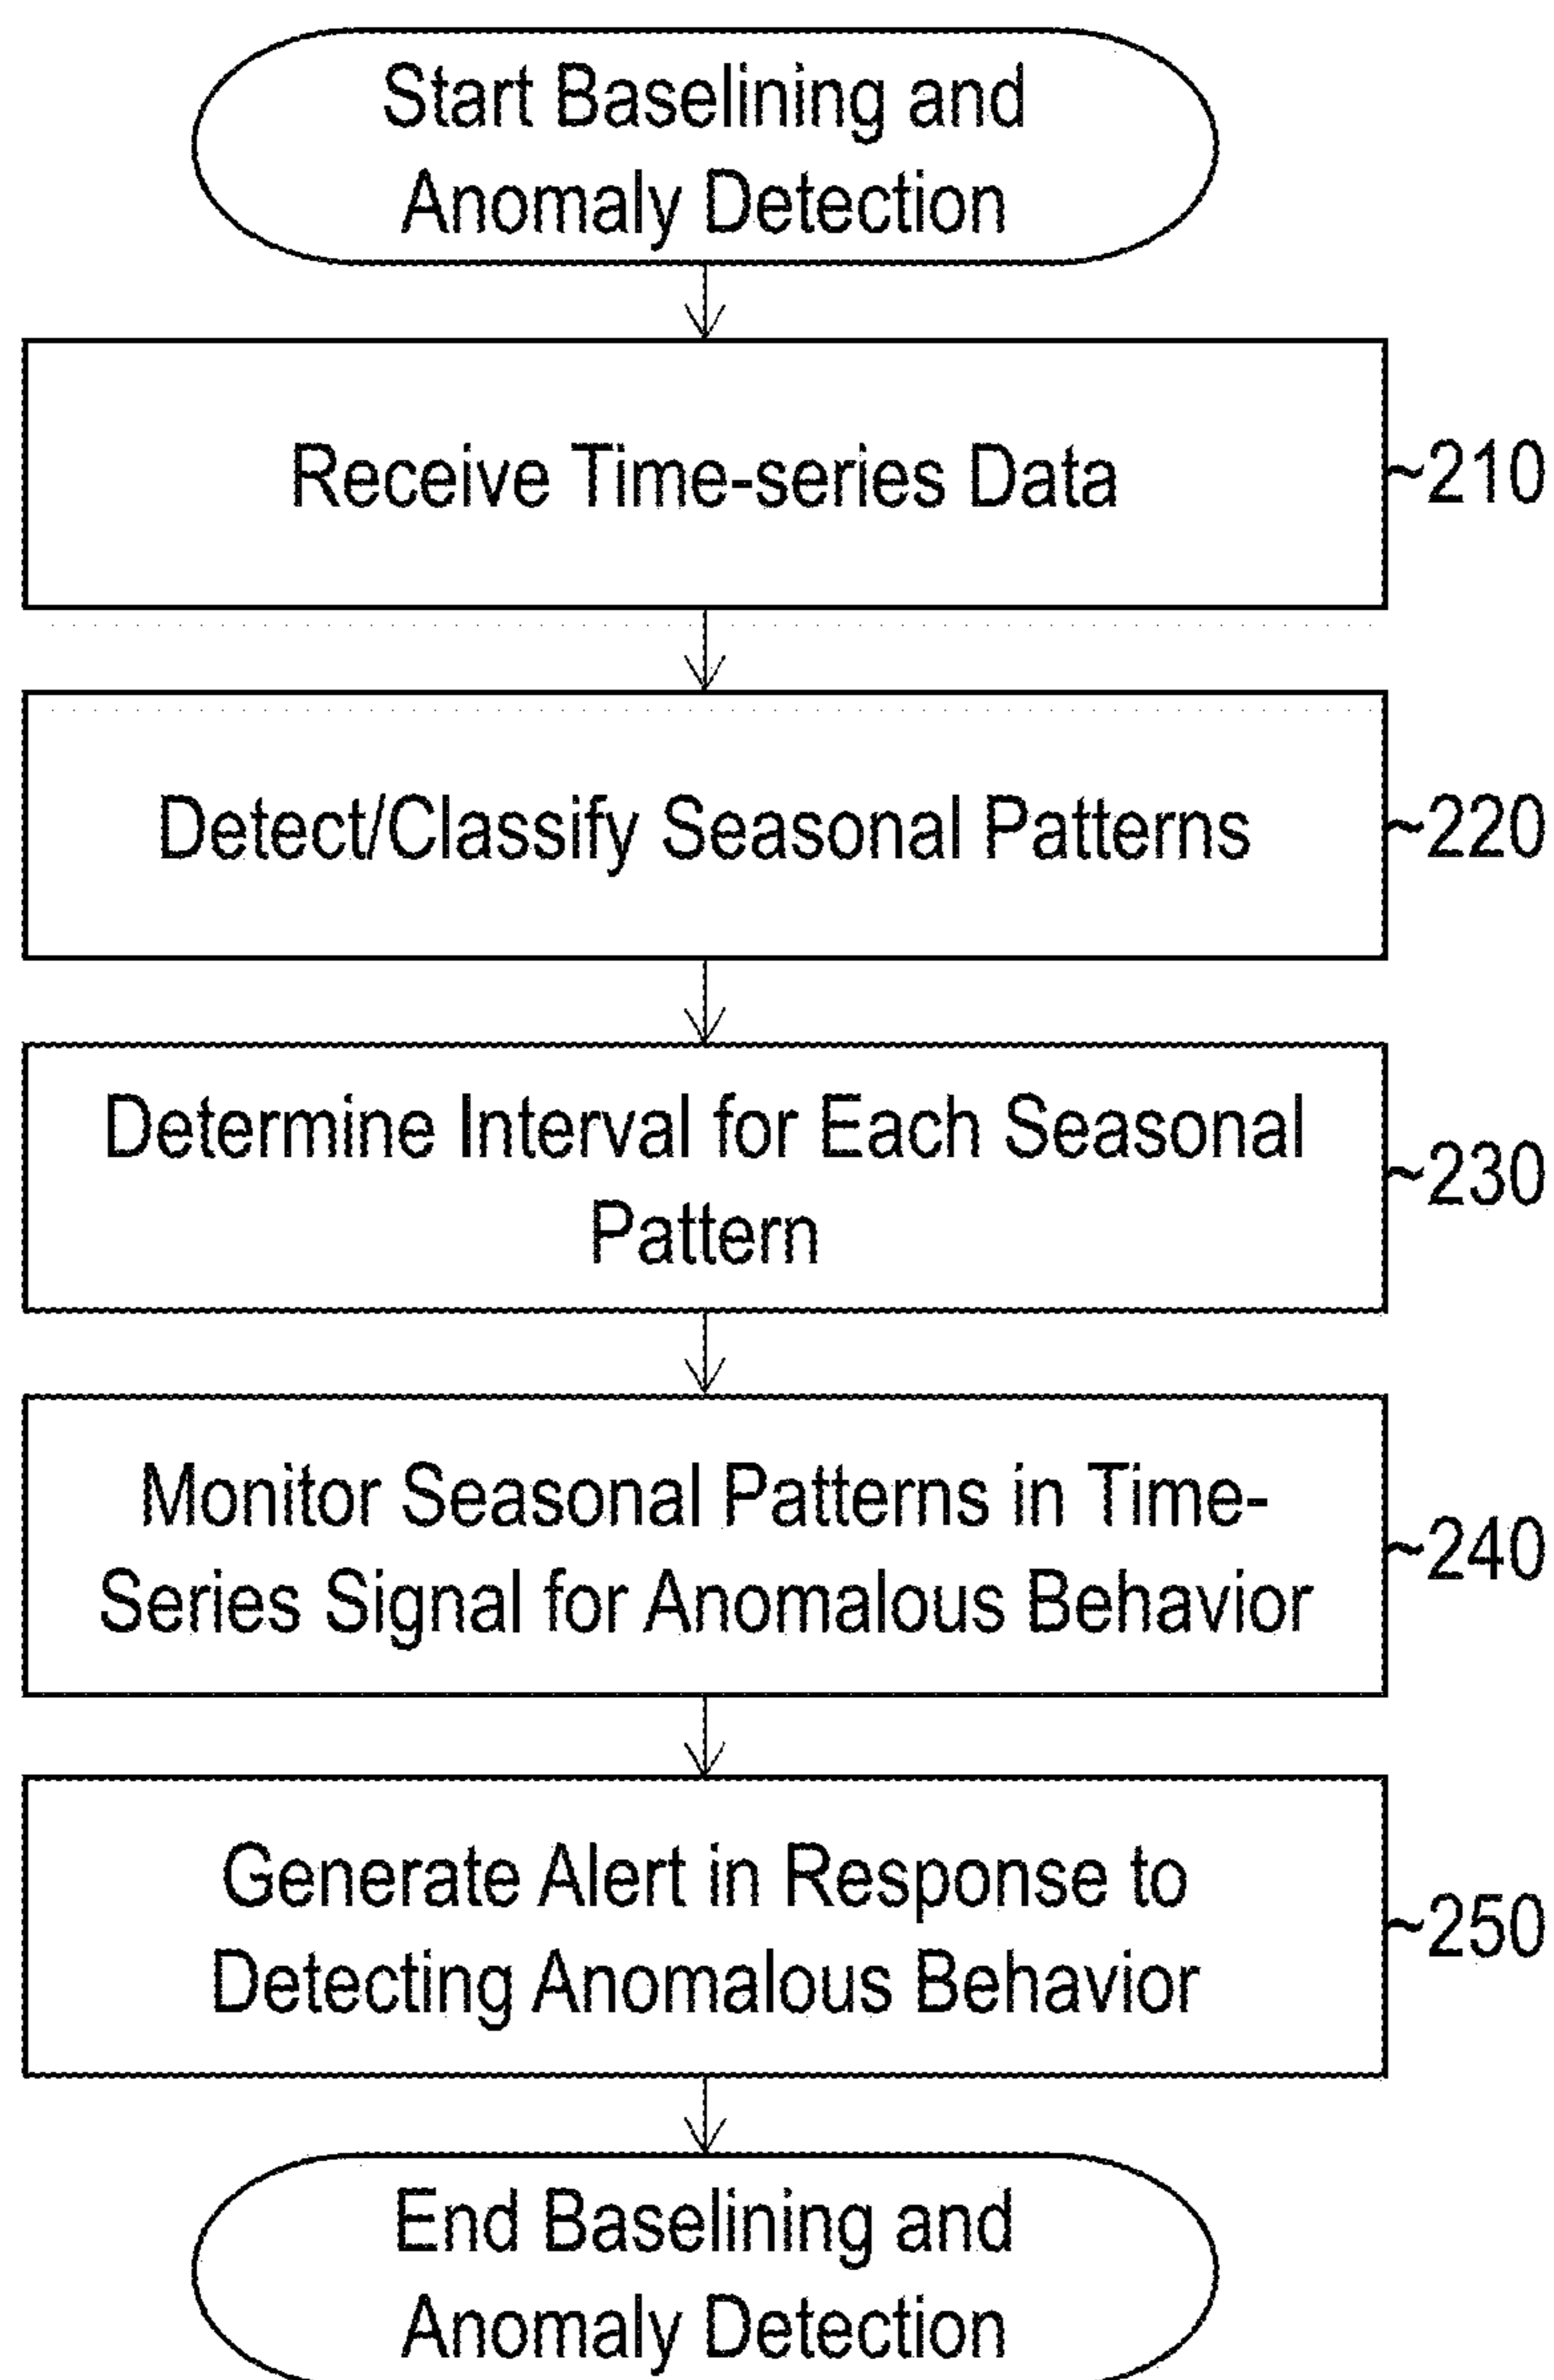 Start Baselining and
Anomaly Detection
Receive Time-series Data
~210
Detect/Classify Seasonal Patterns
~220
Determine Interval for Each Seasonal
Pattern
~230
Monitor Seasonal Patterns in Time-
Series Signal for Anomalous Behavior
~240
Generate Alert in Response to
Detecting Anomalous Behavior
~250
End Baselining and
Anomaly Detection